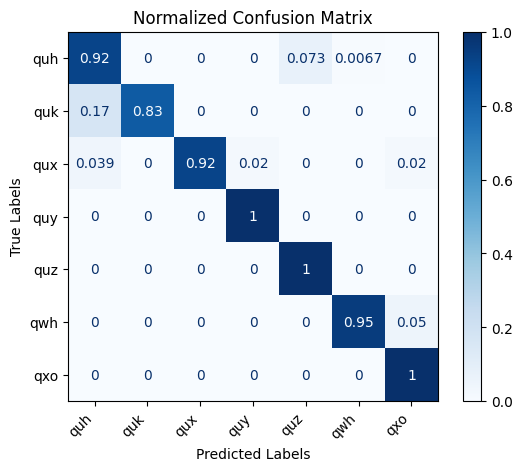 Normalized Confusion Matrix
quh 0.92 0 0 0 0.073 0.0067 0
quk 0.17 0.83 0 0 0 0 0
qux 0.039 0 0.92 0.02 0 0 0.02
quy 0 0 0 1 0 0 0
quz 0 0 0 0 1 0 0
qwh 0 0 0 0 0 0.95 0.05
qxo 0 0 0 0 0 0 1
quh quk qux quy quz qwh qxo
Predicted Labels
True Labels
1.0
0.8
0.6
0.4
0.2
0.0